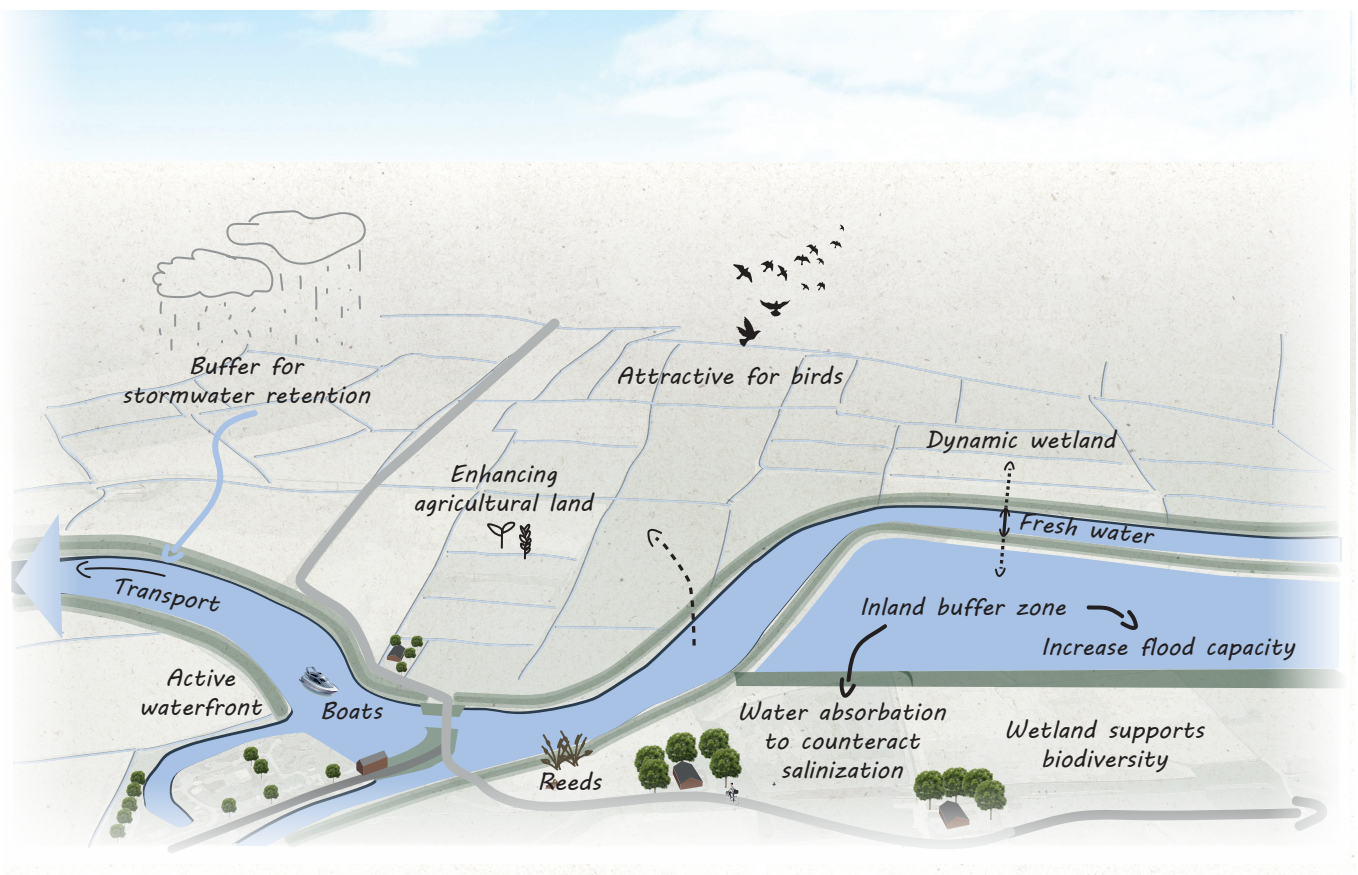 Buffer for
stormwater retention
Attractive for birds
Dynamic wetland
Enhancing
agricultural land
Fresh water
Transport
Inland buffer zone
Increase flood capacity
Active
waterfront
Boats
Water absorbation
to counteract
salinization
Wetland supports
biodiversity
Reeds